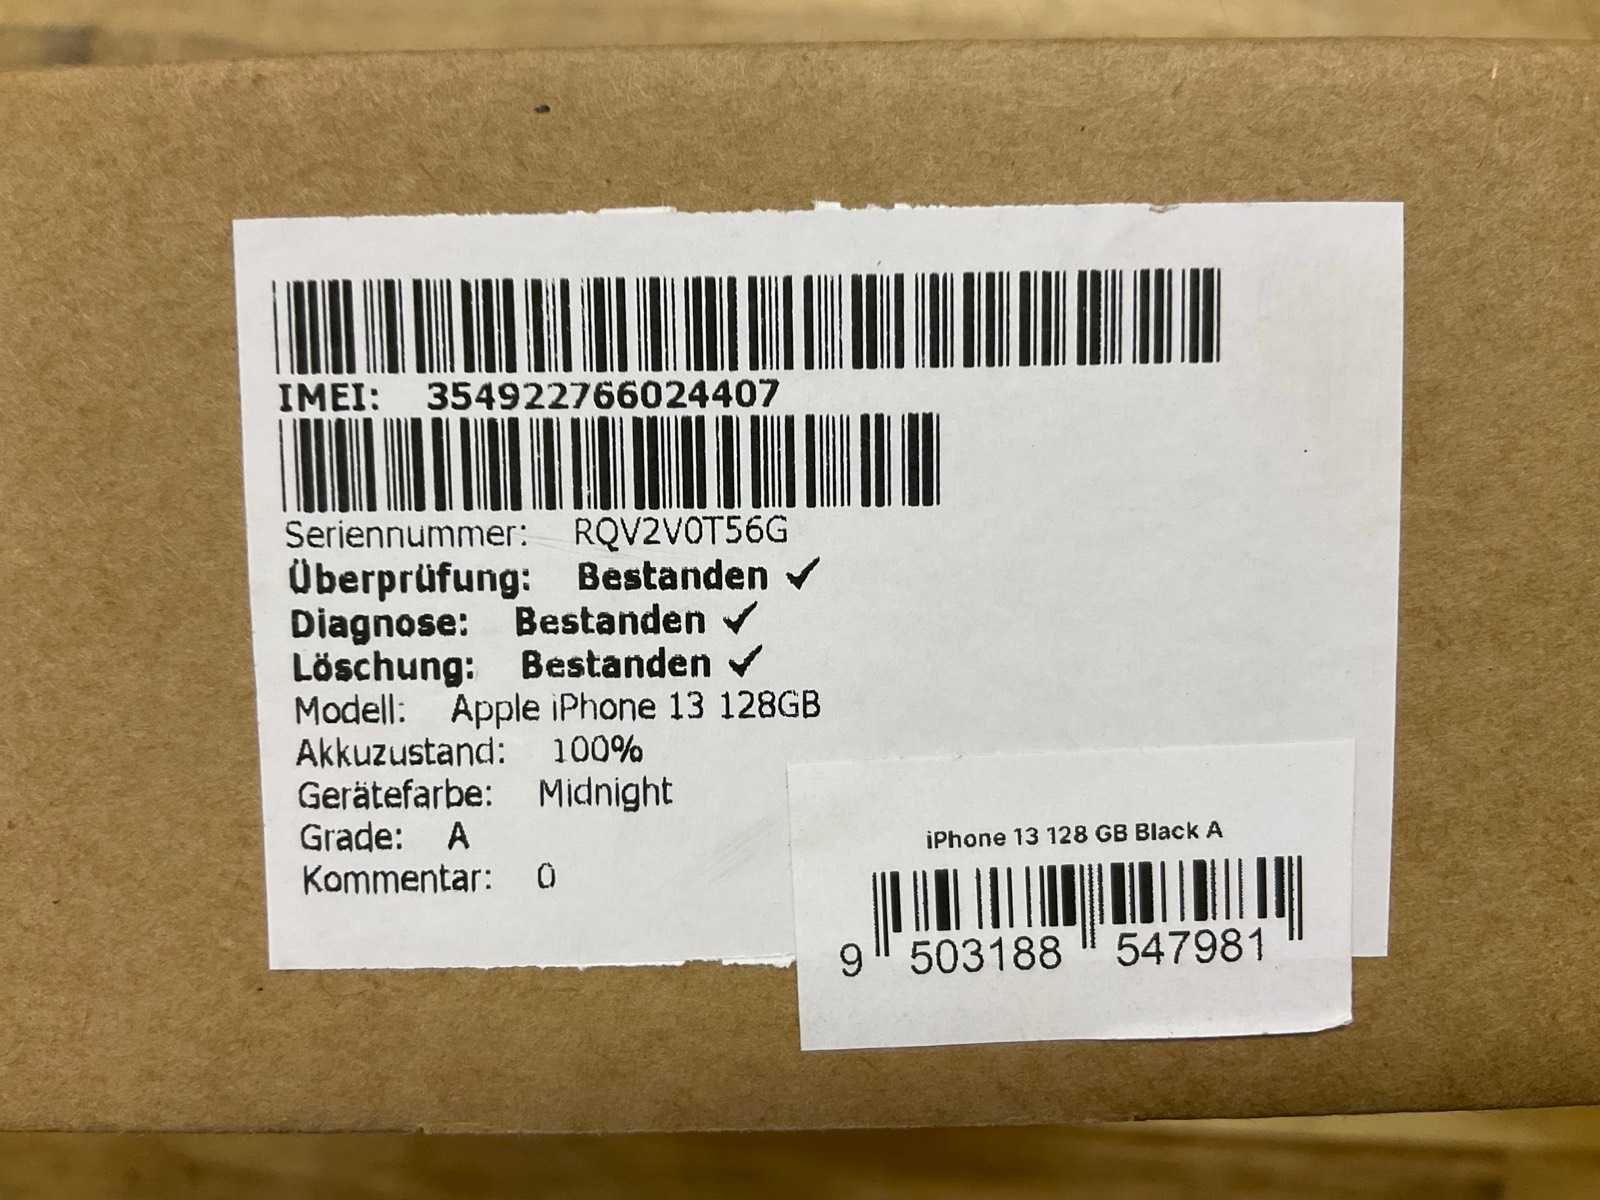 IMEI: 354922766024407
Seriennummer: RQV2V0T56G
Überprüfung: Bestanden ✓
Diagnose: Bestanden ✓
Löschung: Bestanden ✓
Modell: Apple iPhone 13 128GB
Akkuzustand: 100%
Gerätefarbe: Midnight
Grade: A
Kommentar: 0
iPhone 13 128 GB Black A
9 503188 547981